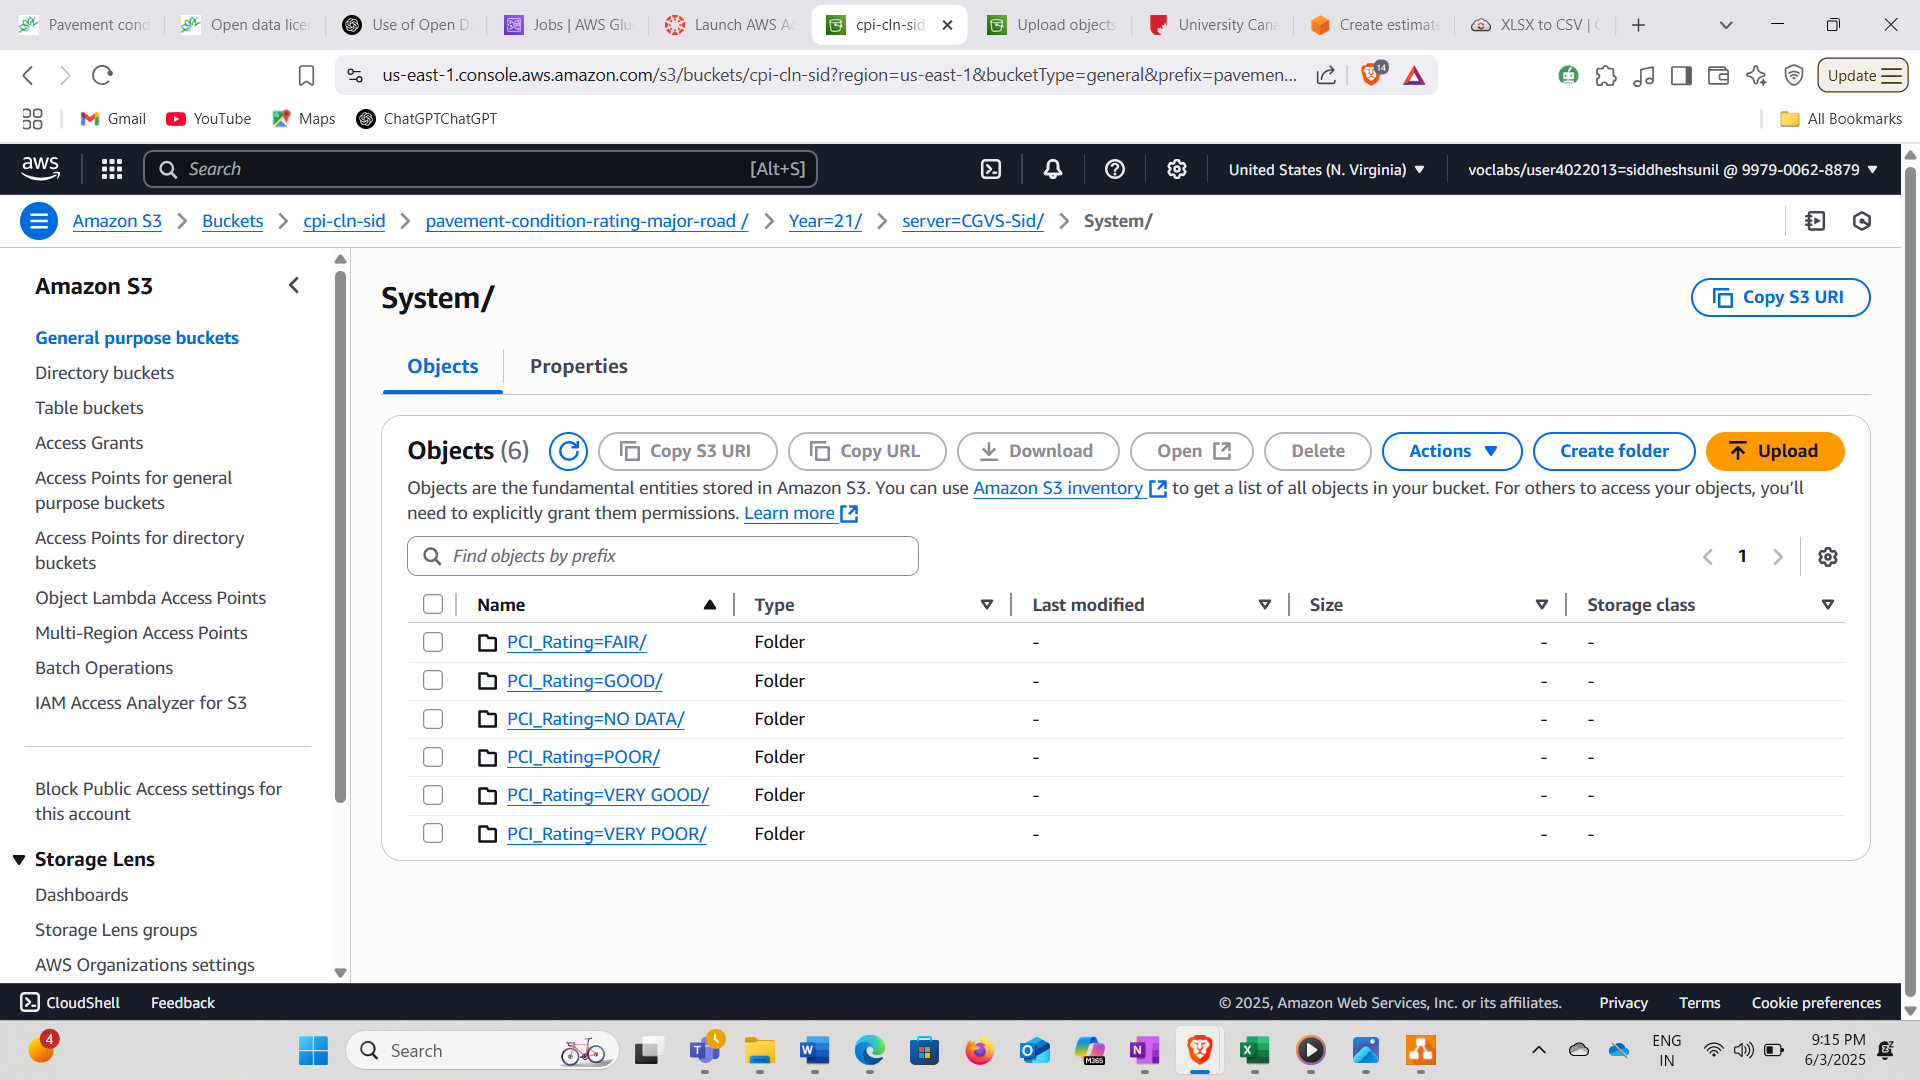 Pavement cond
Open data lice
Use of Open D
Jobs | AWS Glu
Launch AWS Ac
cpi-cln-sid
Upload objects
University Cana
Create estimate
XLSX to CSV | C
us-east-1.console.aws.amazon.com/s3/buckets/cpi-cln-sid?region=us-east-1&bucketType=general&prefix=pavemen...
14
Update
Gmail
YouTube
Maps
ChatGPTChatGPT
All Bookmarks
aws
Search
[Alt+S]
United States (N. Virginia)
voclabs/user4022013=siddheshsunil @ 9979-0062-8879
Amazon S3
Buckets
cpi-cln-sid
pavement-condition-rating-major-road /
Year=21/
server=CGVS-Sid/
System/
Amazon S3
General purpose buckets
Directory buckets
Table buckets
Access Grants
Access Points for general
purpose buckets
Access Points for directory
buckets
Object Lambda Access Points
Multi-Region Access Points
Batch Operations
IAM Access Analyzer for S3
Block Public Access settings for
this account
Storage Lens
Dashboards
Storage Lens groups
AWS Organizations settings
System/
Copy S3 URI
Objects
Properties
Objects (6)
Copy S3 URI
Copy URL
Download
Open
Delete
Actions
Create folder
Upload
Objects are the fundamental entities stored in Amazon S3. You can use Amazon S3 inventory to get a list of all objects in your bucket. For others to access your objects, you'll
need to explicitly grant them permissions. Learn more
Find objects by prefix
1
Name Type Last modified Size Storage class
PCI_Rating=FAIR/ Folder - - -
PCI_Rating=GOOD/ Folder - - -
PCI_Rating=NO DATA/ Folder - - -
PCI_Rating=POOR/ Folder - - -
PCI_Rating=VERY GOOD/ Folder - - -
PCI_Rating=VERY POOR/ Folder - - -
CloudShell
Feedback
© 2025, Amazon Web Services, Inc. or its affiliates.
Privacy
Terms
Cookie preferences
4
Search
M365
ENG
IN
9:15 PM
6/3/2025